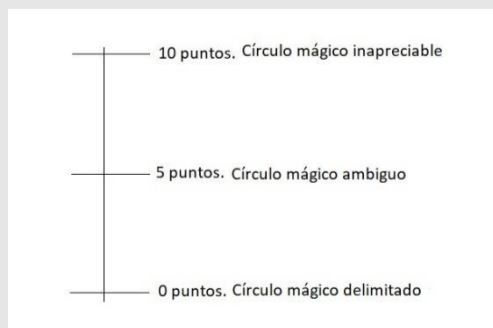 10 puntos. Círculo mágico inapreciable
5 puntos. Círculo mágico ambiguo
0 puntos. Círculo mágico delimitado